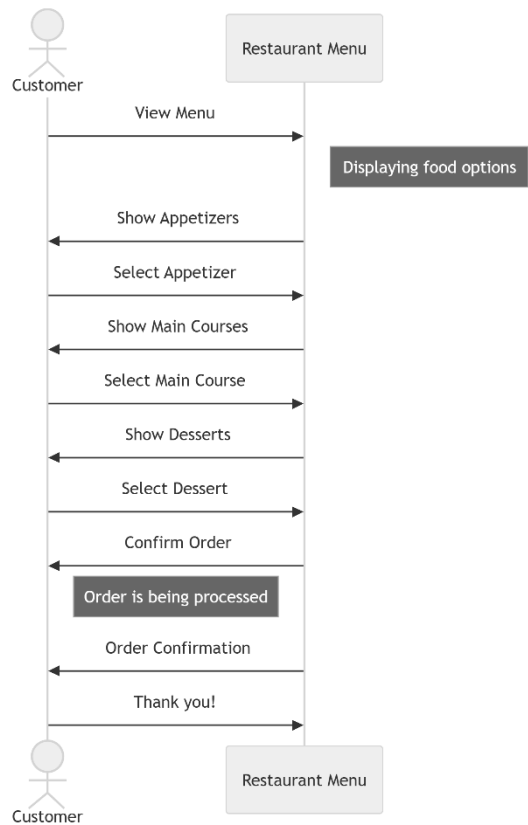 Restaurant Menu
Customer
View Menu
Displaying food options
Show Appetizers
Select Appetizer
Show Main Courses
Select Main Course
Show Desserts
Select Dessert
Confirm Order
Order is being processed
Order Confirmation
Thank you!
Restaurant Menu
Customer